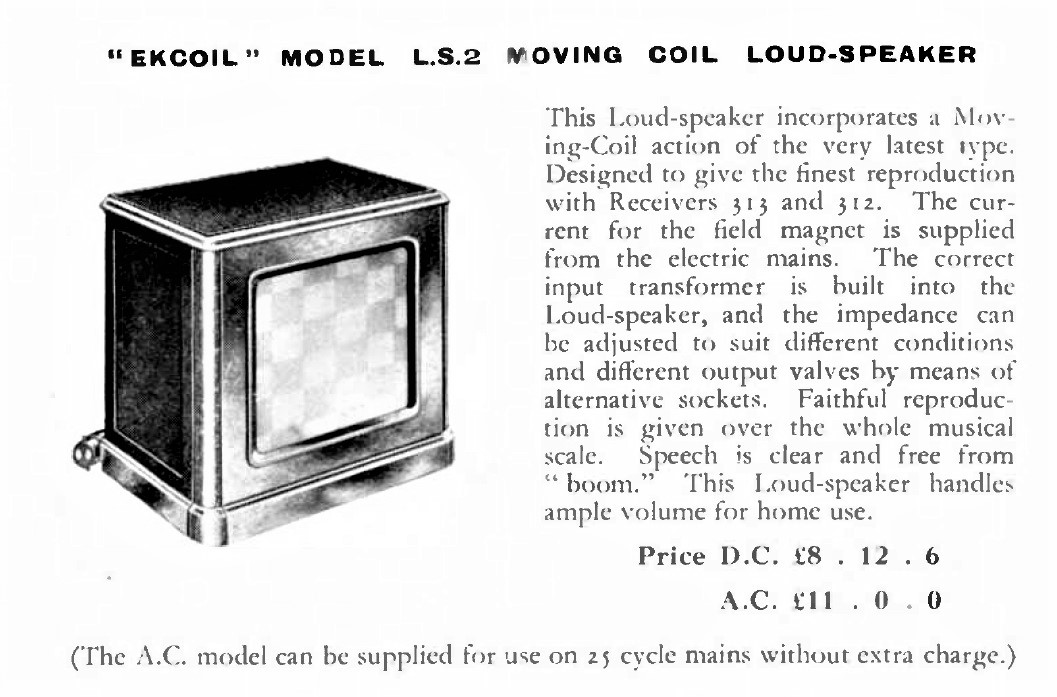 “EKCOIL” MODEL L.S.2 MOVING COIL LOUD-SPEAKER
This Loud-speaker incorporates a Mov-
ing-Coil action of the very latest type.
Designed to give the finest reproduction
with Receivers 313 and 312. The cur-
rent for the field magnet is supplied
from the electric mains. The correct
input transformer is built into the
Loud-speaker, and the impedance can
be adjusted to suit different conditions
and different output valves by means of
alternative sockets. Faithful reproduc-
tion is given over the whole musical
scale. Speech is clear and free from
“boom.” This Loud-speaker handles
ample volume for home use.
Price D.C. £8 . 12 . 6
A.C. £11 . 0 . 0
(The A.C. model can be supplied for use on 25 cycle mains without extra charge.)